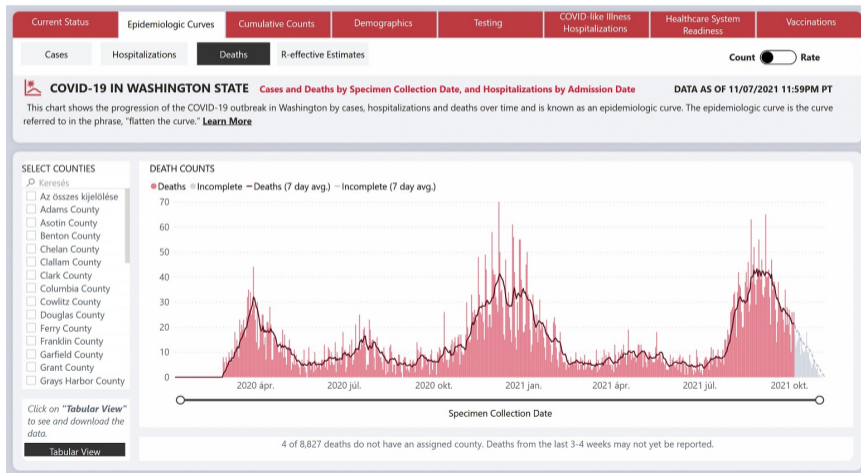 Current Status
Epidemiologic Curves
Cumulative Counts
Demographics
Testing
COVID-like Illness
Hospitalizations
Healthcare System
Readiness
Vaccinations
Cases
Hospitalizations
Deaths
R-effective Estimates
Count
Rate
COVID-19 IN WASHINGTON STATE
Cases and Deaths by Specimen Collection Date, and Hospitalizations by Admission Date
DATA AS OF 11/07/2021 11:59PM PT
This chart shows the progression of the COVID-19 outbreak in Washington by cases, hospitalizations and deaths over time and is known as an epidemiologic curve. The epidemiologic curve is the curve
referred to in the phrase, "flatten the curve." Learn More
SELECT COUNTIES
Keresés
Az összes kijelölése
Adams County
Asotin County
Benton County
Chelan County
Clallam County
Clark County
Columbia County
Cowlitz County
Douglas County
Ferry County
Franklin County
Garfield County
Grant County
Grays Harbor County
Click on "Tabular View"
to see and download the
data.
Tabular View
DEATH COUNTS
Deaths
Incomplete
Deaths (7 day avg.)
Incomplete (7 day avg.)
70
60
50
40
30
20
10
0
2020 ápr.
2020 júl.
2020 okt.
2021 jan.
2021 ápr.
2021 júl.
2021 okt.
Specimen Collection Date
4 of 8,827 deaths do not have an assigned county. Deaths from the last 3-4 weeks may not yet be reported.